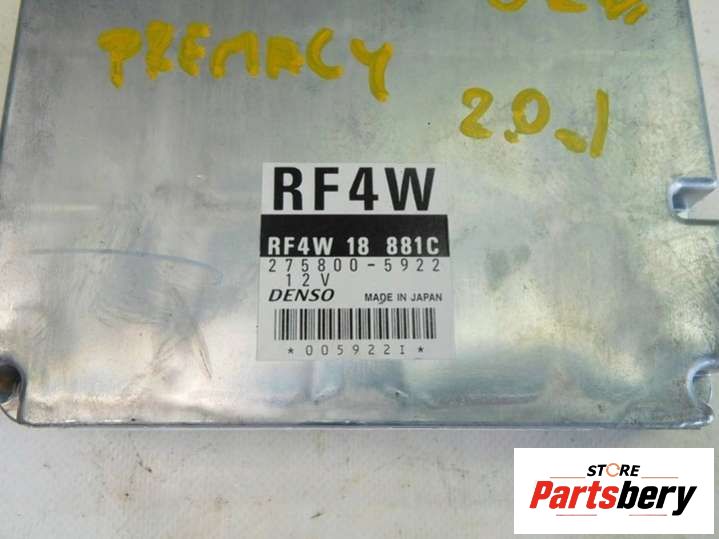 PREMACY
2.0
RF4W
RF4W 18 881C
275800-5922
12V
DENSO MADE IN JAPAN
*005922I*
STORE
Partsbery